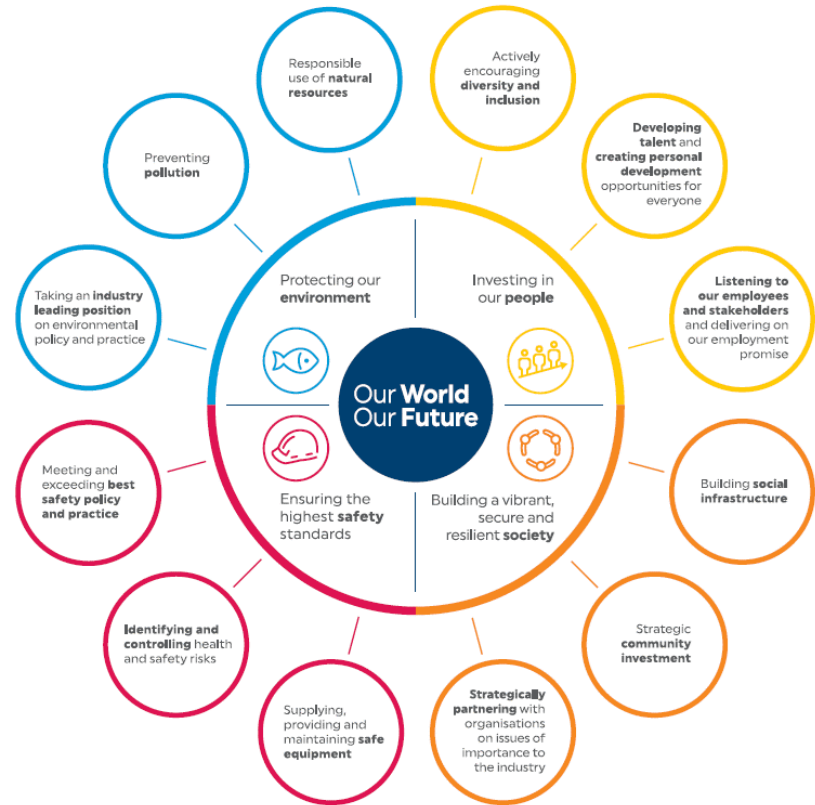 Our World
Our Future
Protecting our
environment
Investing in
our people
Ensuring the
highest safety
standards
Building a vibrant,
secure and
resilient society
Responsible
use of natural
resources
Preventing
pollution
Taking an industry
leading position
on environmental
policy and practice
Actively
encouraging
diversity and
inclusion
Developing
talent and
creating personal
development
opportunities for
everyone
Listening to
our employees
and stakeholders
and delivering on
our employment
promise
Building social
infrastructure
Strategic
community
investment
Strategically
partnering with
organisations
on issues of
importance to
the industry
Supplying,
providing and
maintaining safe
equipment
Identifying and
controlling health
and safety risks
Meeting and
exceeding best
safety policy
and practice